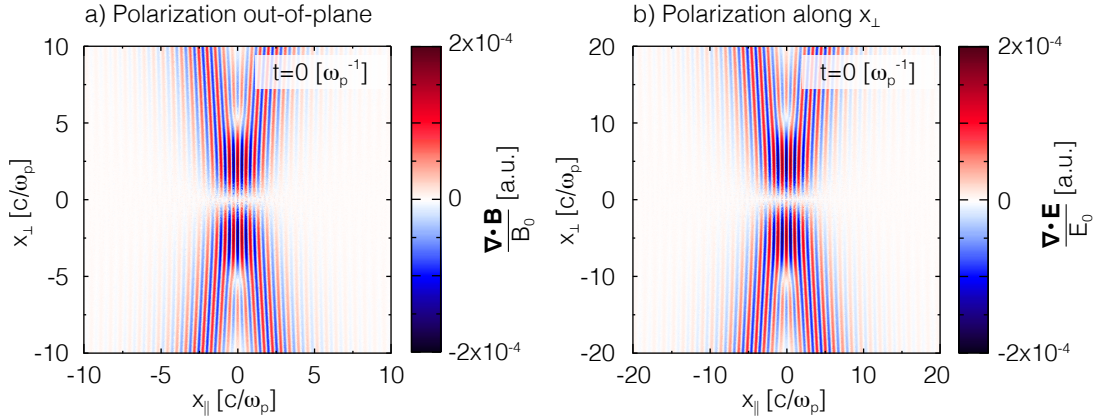 a) Polarization out-of-plane
t=0 [ωp⁻¹]
10
5
0
-5
-10
x⊥ [c/ωp]
-10 -5 0 5 10
x∥ [c/ωp]
2x10⁻⁴
0
-2x10⁻⁴
∇•B
B₀
[a.u.]
b) Polarization along x⊥
t=0 [ωp⁻¹]
20
10
0
-10
-20
x⊥ [c/ωp]
-20 -10 0 10 20
x∥ [c/ωp]
2x10⁻⁴
0
-2x10⁻⁴
∇•E
E₀
[a.u.]